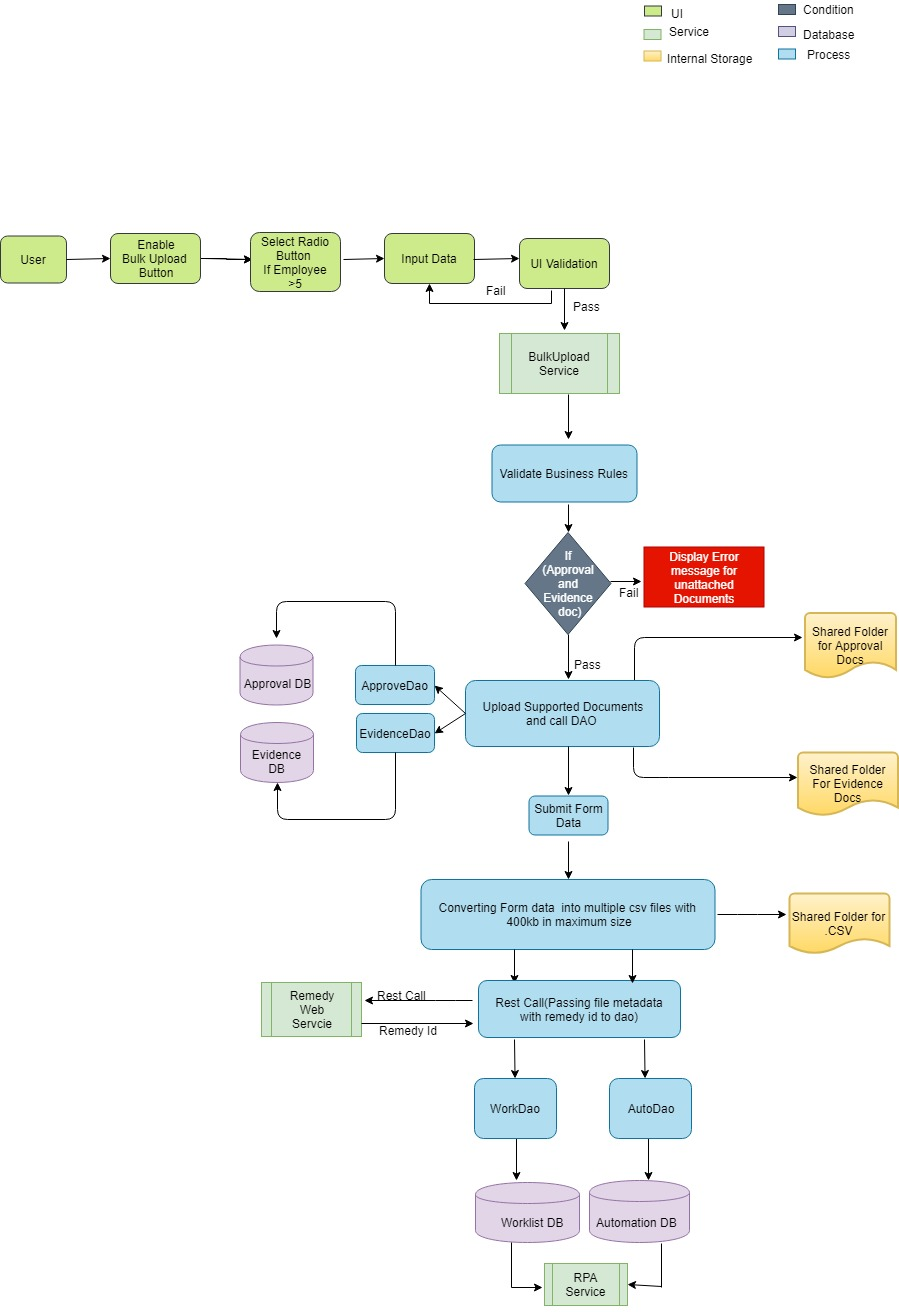 UI
Condition
Service
Database
Internal Storage
Process
User
Enable
Bulk Upload
Button
Select Radio
Button
If Employee
>5
Input Data
UI Validation
Fail
Pass
BulkUpload
Service
Validate Business Rules
If
(Approval
and
Evidence
doc)
Fail
Display Error
message for
unattached
Documents
Pass
Shared Folder
for Approval
Docs
Approval DB
ApproveDao
Upload Supported Documents
and call DAO
EvidenceDao
Evidence
DB
Shared Folder
For Evidence
Docs
Submit Form
Data
Converting Form data  into multiple csv files with
400kb in maximum size
Shared Folder for
.CSV
Remedy
Web
Servcie
Rest Call
Remedy Id
Rest Call(Passing file metadata
with remedy id to dao)
WorkDao
AutoDao
Worklist DB
Automation DB
RPA
Service